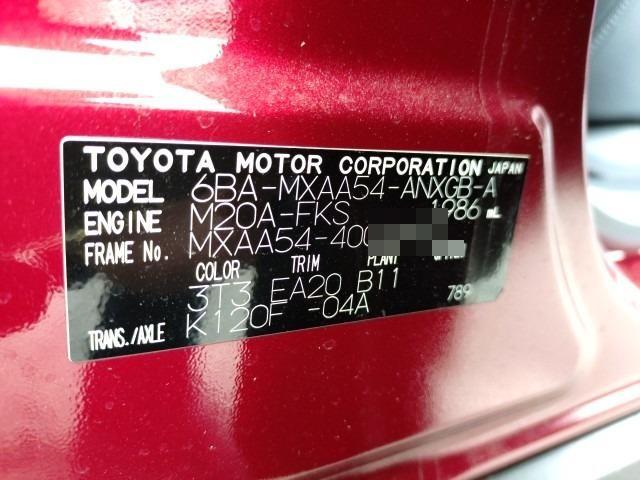 TOYOTA MOTOR CORPORATION JAPAN
MODEL 6BA-MXAA54-ANXGB-A
ENGINE M20A-FKS 1986 mL
FRAME No. MXAA54-400
COLOR TRIM PLANT
3T3 EA20 B11
TRANS./AXLE K120F -04A 789